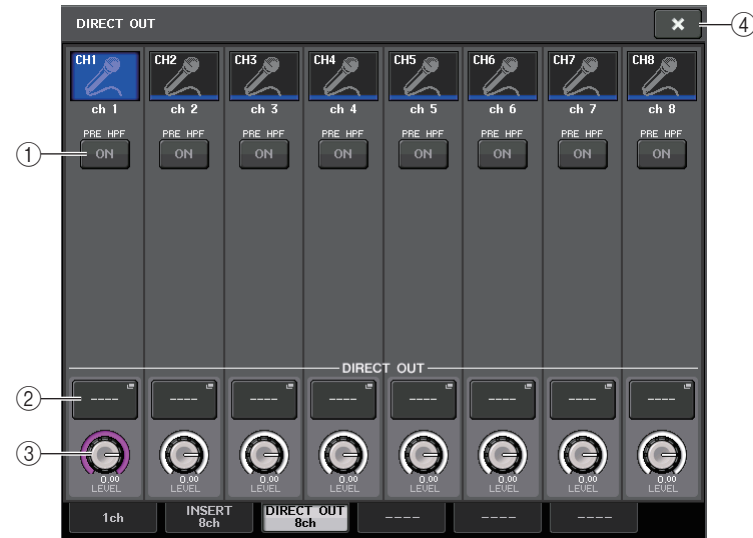 DIRECT OUT
④
CH1 CH2 CH3 CH4 CH5 CH6 CH7 CH8
ch 1 ch 2 ch 3 ch 4 ch 5 ch 6 ch 7 ch 8
PRE HPF PRE HPF PRE HPF PRE HPF PRE HPF PRE HPF PRE HPF PRE HPF
① ON ON ON ON ON ON ON ON
DIRECT OUT
② ---- ---- ---- ---- ---- ---- ---- ----
③
0.00 0.00 0.00 0.00 0.00 0.00 0.00 0.00
LEVEL LEVEL LEVEL LEVEL LEVEL LEVEL LEVEL LEVEL
1ch INSERT 8ch DIRECT OUT 8ch ---- ---- ----